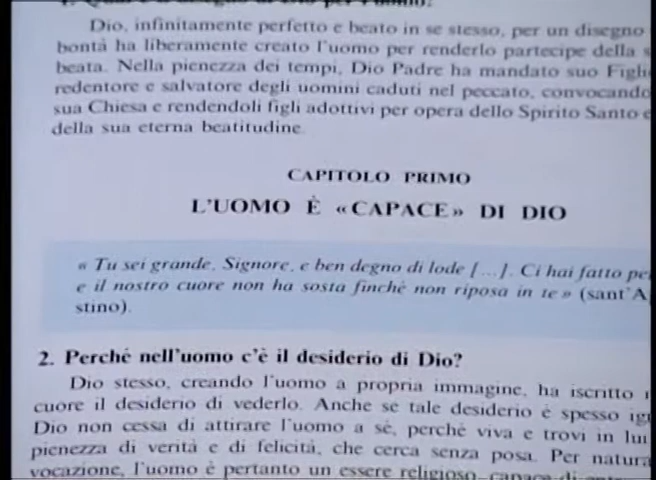 Dio, infinitamente perfetto e beato in se stesso, per un disegno
bontà ha liberamente creato l'uomo per renderlo partecipe della
beata. Nella pienezza dei tempi, Dio Padre ha mandato suo Figli
redentore e salvatore degli uomini caduti nel peccato, convocando
sua Chiesa e rendendoli figli adottivi per opera dello Spirito Santo e
della sua eterna beatitudine.
CAPITOLO PRIMO
L'UOMO È «CAPACE» DI DIO
« Tu sei grande, Signore, e ben degno di lode [...]. Ci hai fatto pe
e il nostro cuore non ha sosta finché non riposa in te » (sant'A
stino).
2. Perché nell'uomo c'è il desiderio di Dio?
Dio stesso, creando l'uomo a propria immagine, ha iscritto
cuore il desiderio di vederlo. Anche se tale desiderio è spesso ig
Dio non cessa di attirare l'uomo a sé, perché viva e trovi in lui
pienezza di verità e di felicità, che cerca senza posa. Per natura
vocazione, l'uomo è pertanto un essere religioso, capace di